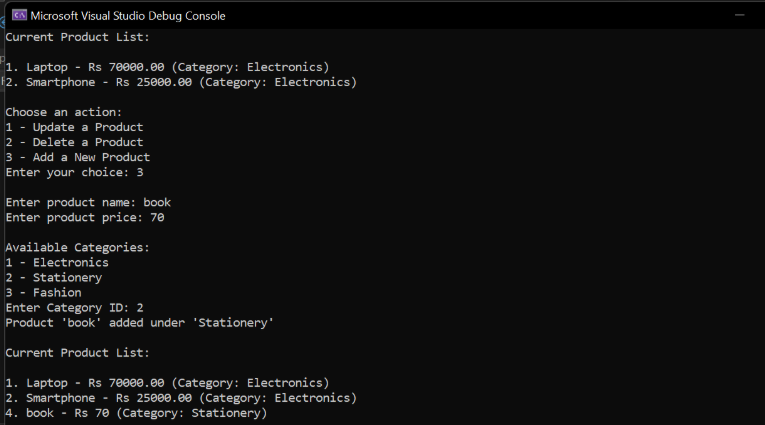 Microsoft Visual Studio Debug Console
Current Product List:
1. Laptop - Rs 70000.00 (Category: Electronics)
2. Smartphone - Rs 25000.00 (Category: Electronics)
Choose an action:
1 - Update a Product
2 - Delete a Product
3 - Add a New Product
Enter your choice: 3
Enter product name: book
Enter product price: 70
Available Categories:
1 - Electronics
2 - Stationery
3 - Fashion
Enter Category ID: 2
Product 'book' added under 'Stationery'
Current Product List:
1. Laptop - Rs 70000.00 (Category: Electronics)
2. Smartphone - Rs 25000.00 (Category: Electronics)
4. book - Rs 70 (Category: Stationery)